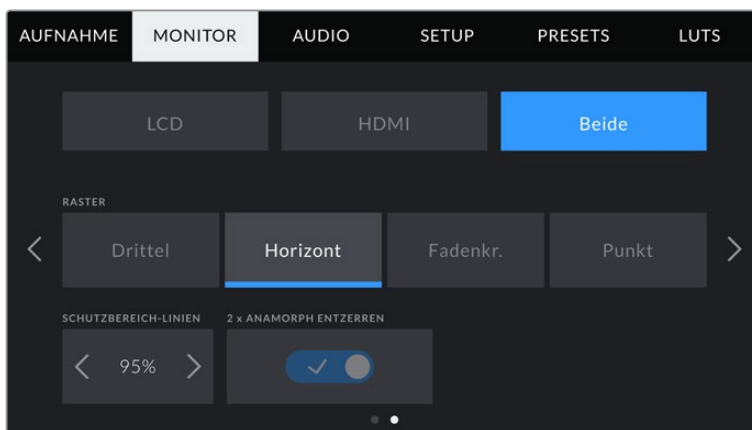 AUFNAHME MONITOR AUDIO SETUP PRESETS LUTS
LCD HDMI Beide
RASTER
Drittel Horizont Fadenkr. Punkt
SCHUTZBEREICH-LINIEN 2 x ANAMORPH ENTZERREN
95%